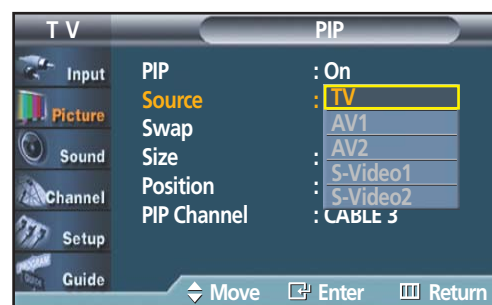 T V
PIP
Input
Picture
Sound
Channel
Setup
Guide
PIP : On
Source : TV
AV1
AV2
S-Video1
S-Video2
Swap
Size :
Position :
PIP Channel : CABLE 3
Move Enter Return